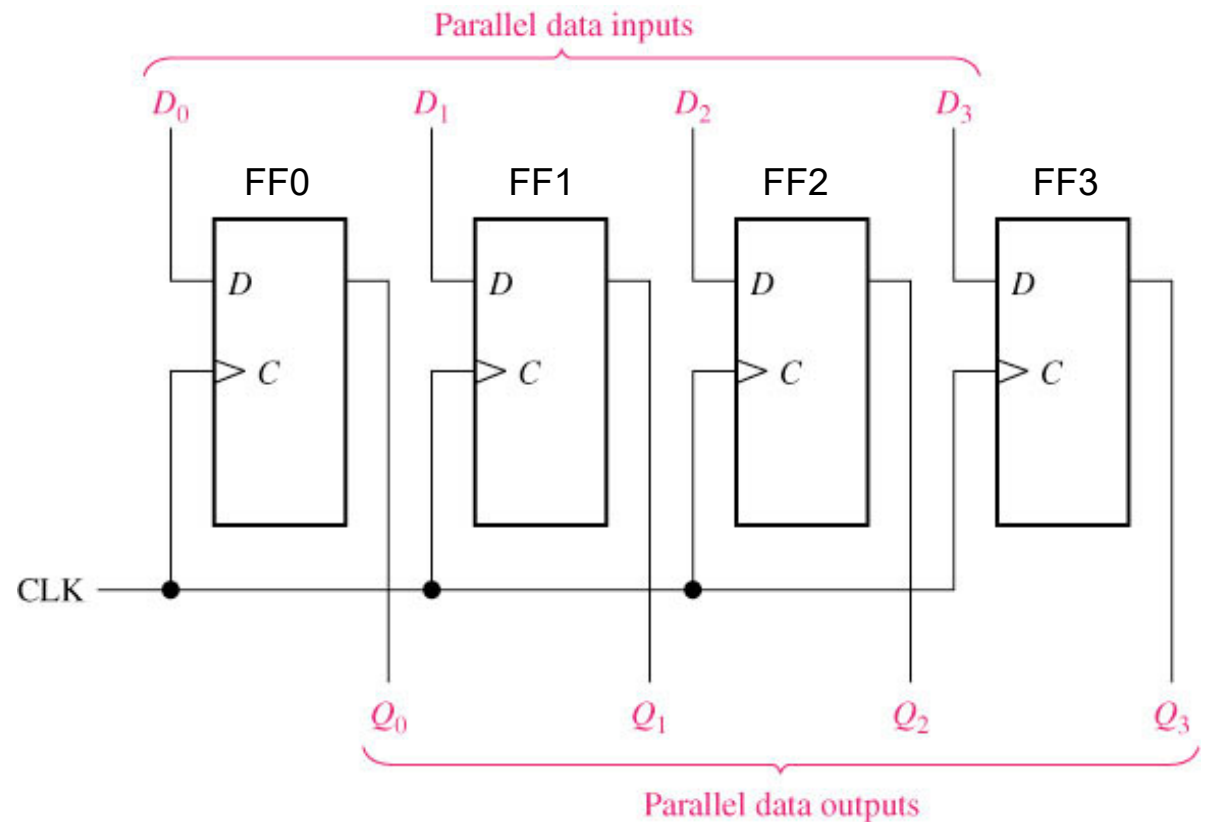 Parallel data inputs
D₀ D₁ D₂ D₃
FF0 FF1 FF2 FF3
D D D D
C C C C
CLK
Q₀ Q₁ Q₂ Q₃
Parallel data outputs